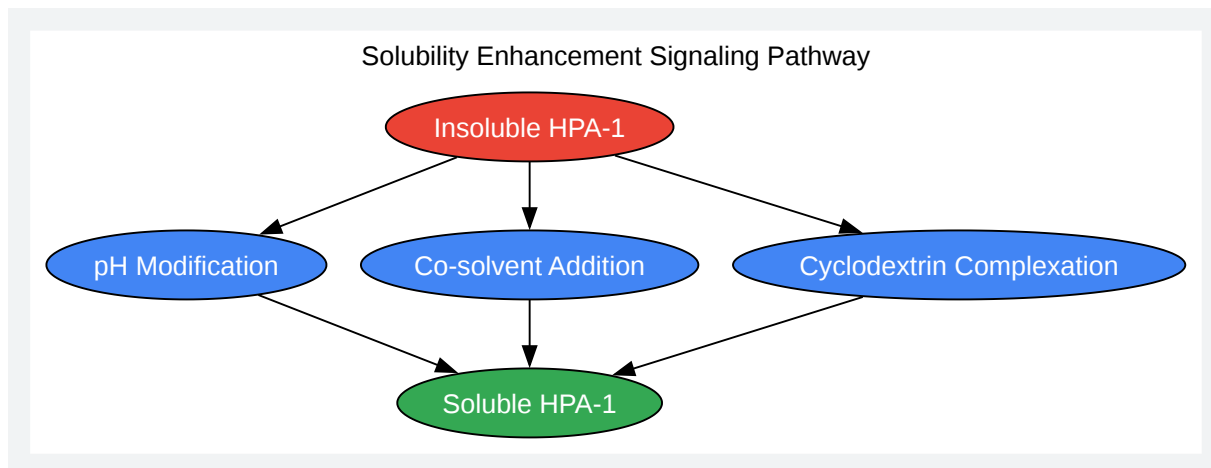 Solubility Enhancement Signaling Pathway
Insoluble HPA-1
pH Modification
Co-solvent Addition
Cyclodextrin Complexation
Soluble HPA-1